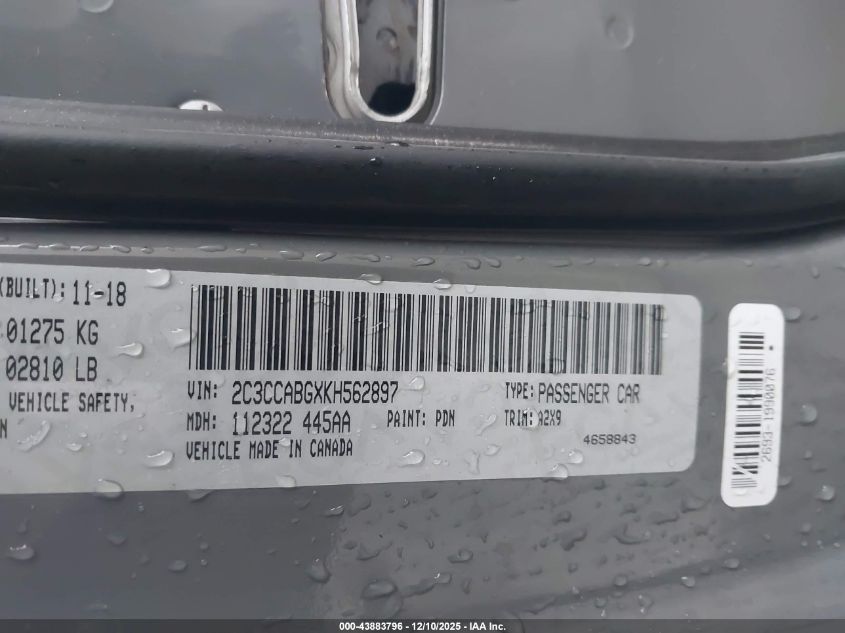 (BUILT): 11-18
01275 KG
02810 LB
VEHICLE SAFETY,
N
VIN: 2C3CCABGXKH562897
TYPE: PASSENGER CAR
MDH: 112322 445AA
PAINT: PDN
TRIM: A2X9
VEHICLE MADE IN CANADA
4658843
000-43883796 - 12/10/2025 - IAA Inc.